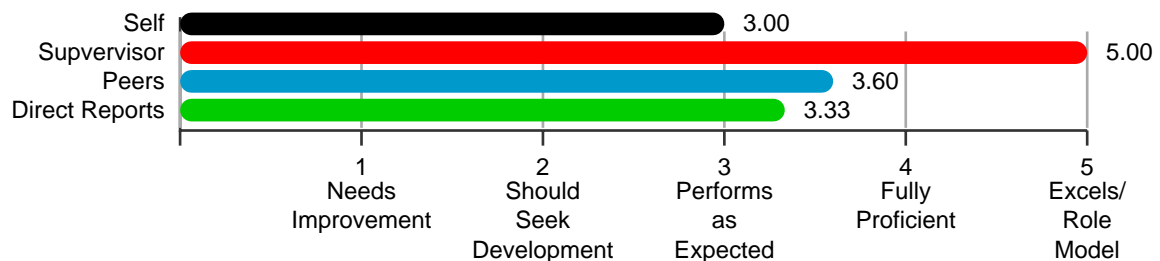 Self 3.00
Supvervisor 5.00
Peers 3.60
Direct Reports 3.33
1 2 3 4 5
Needs Should Performs Fully Excels/
Improvement Seek as Proficient Role
Development Expected Model